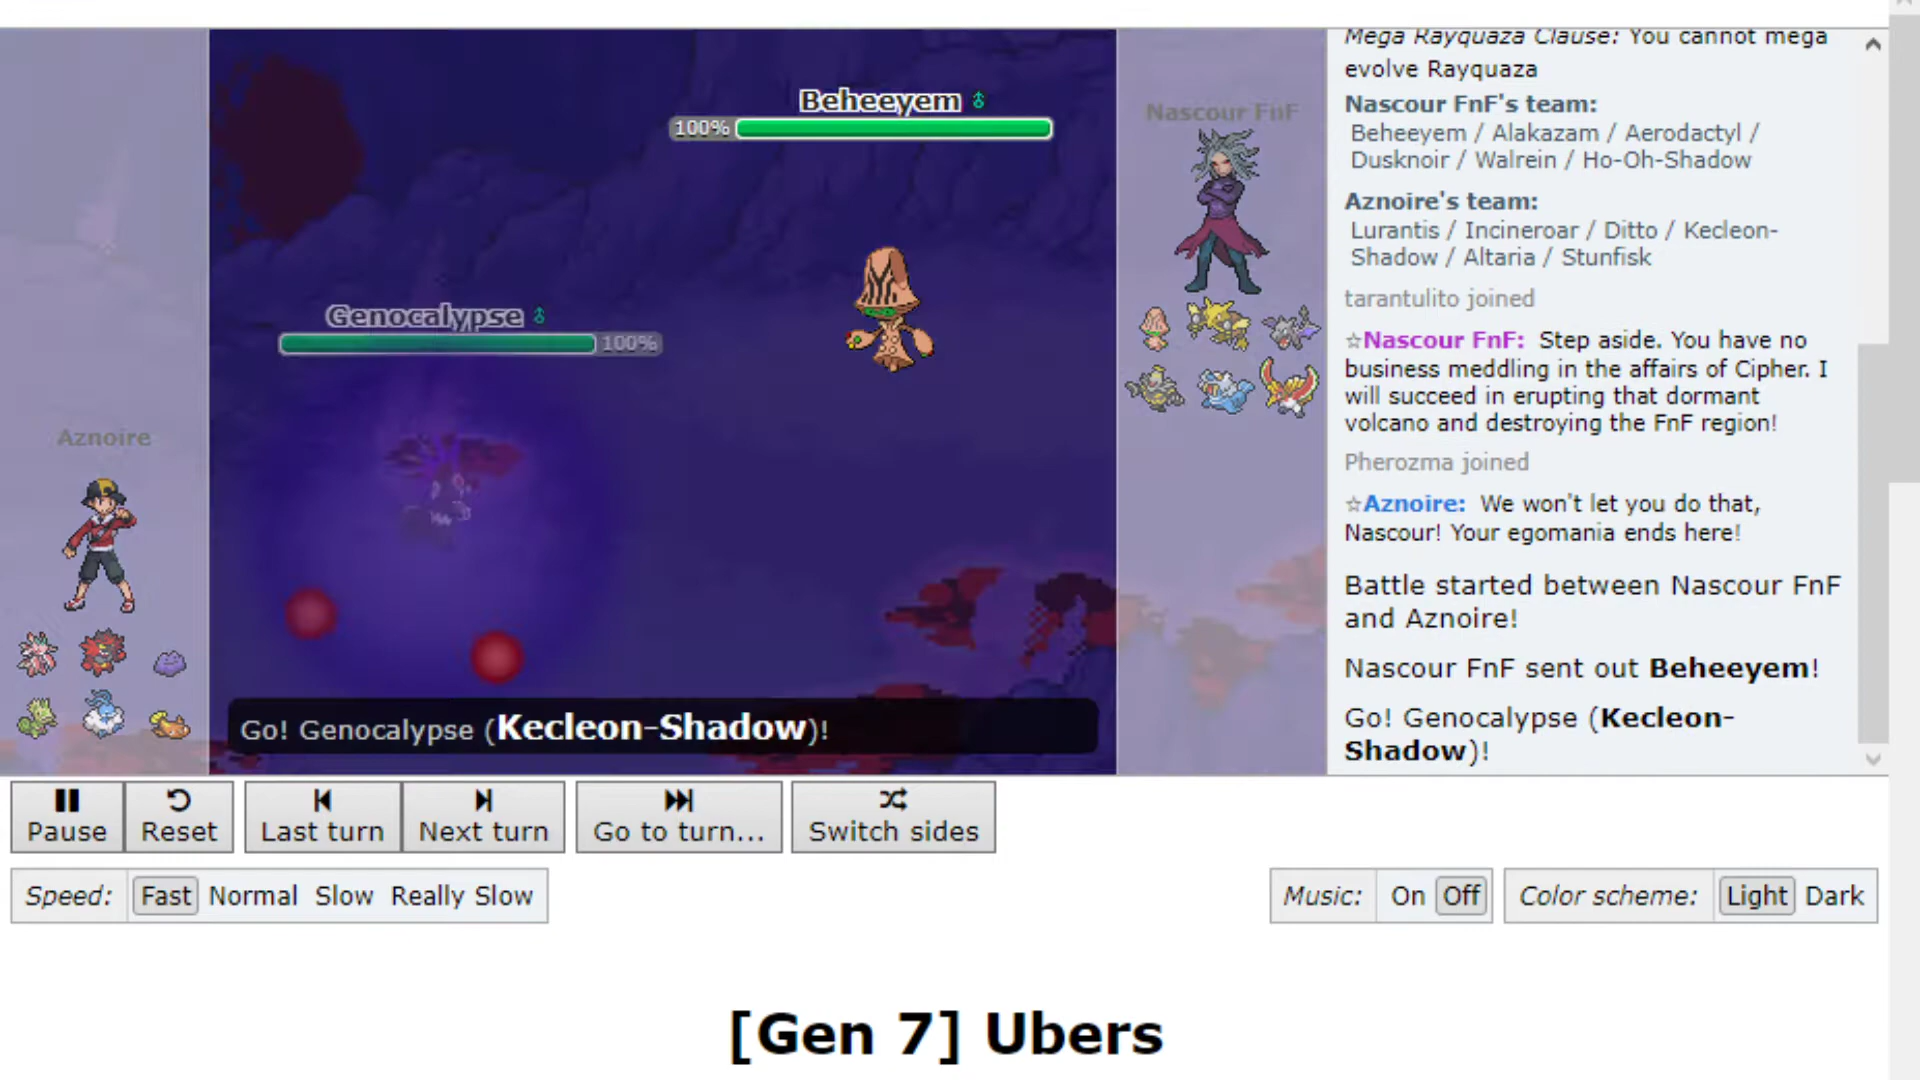 Beheeyem ♂
100%
Genocalypse ♂
100%
Go! Genocalypse (Kecleon-Shadow)!
Aznoire
Nascour FnF
Mega Rayquaza Clause: You cannot mega
evolve Rayquaza
Nascour FnF's team:
Beheeyem / Alakazam / Aerodactyl /
Dusknoir / Walrein / Ho-Oh-Shadow
Aznoire's team:
Lurantis / Incineroar / Ditto / Kecleon-
Shadow / Altaria / Stunfisk
tarantulito joined
☆Nascour FnF: Step aside. You have no
business meddling in the affairs of Cipher. I
will succeed in erupting that dormant
volcano and destroying the FnF region!
Pherozma joined
☆Aznoire: We won't let you do that,
Nascour! Your egomania ends here!
Battle started between Nascour FnF
and Aznoire!
Nascour FnF sent out Beheeyem!
Go! Genocalypse (Kecleon-
Shadow)!
Pause Reset Last turn Next turn Go to turn... Switch sides
Speed: Fast Normal Slow Really Slow
Music: On Off Color scheme: Light Dark
[Gen 7] Ubers